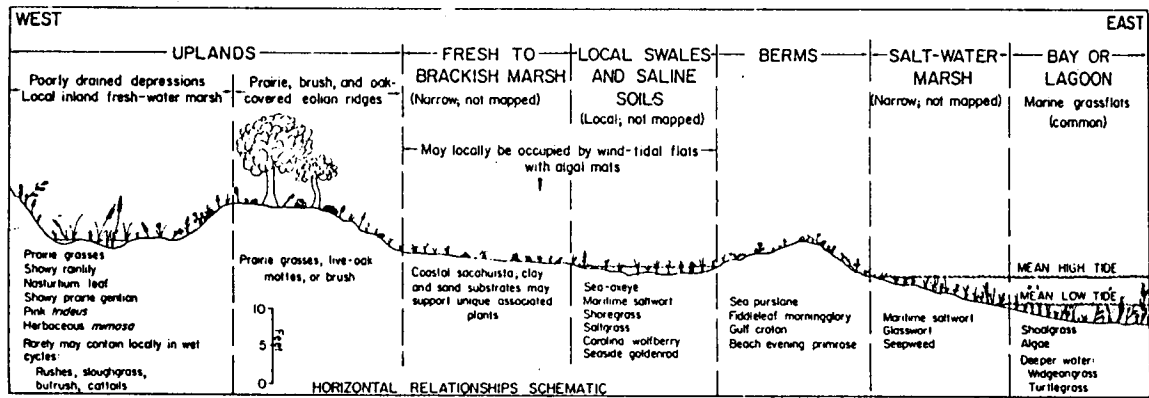 WEST
EAST
UPLANDS
Poorly drained depressions
Local inland fresh-water marsh
Prairie, brush, and oak-
covered eolian ridges
FRESH TO
BRACKISH MARSH
(Narrow; not mapped)
LOCAL SWALES
AND SALINE
SOILS
(Local; not mapped)
May locally be occupied by wind-tidal flats
with algal mats
BERMS
SALT-WATER
MARSH
(Narrow; not mapped)
BAY OR
LAGOON
Marine grassflats
(common)
Prairie grasses
Showy rainlily
Nasturtium leaf
Showy prairie gentian
Pink
Herbaceous mimosa
Rarely may contain locally in wet
cycles:
Rushes, sloughgrass,
bulrush, cattails
Prairie grasses, live-oak
mottes, or brush
10
5
0
Feet
Coastal sacahuista, clay
and sand substrates may
support unique associated
plants
Sea-oxeye
Maritime saltwort
Shoregrass
Saltgrass
Carolina wolfberry
Seaside goldenrod
Sea purslane
Fiddleleaf morningglory
Gulf croton
Beach evening primrose
Maritime saltwort
Glasswort
Seepweed
MEAN HIGH TIDE
MEAN LOW TIDE
Shoalgrass
Algae
Deeper water:
Widgeongrass
Turtlegrass
HORIZONTAL RELATIONSHIPS SCHEMATIC